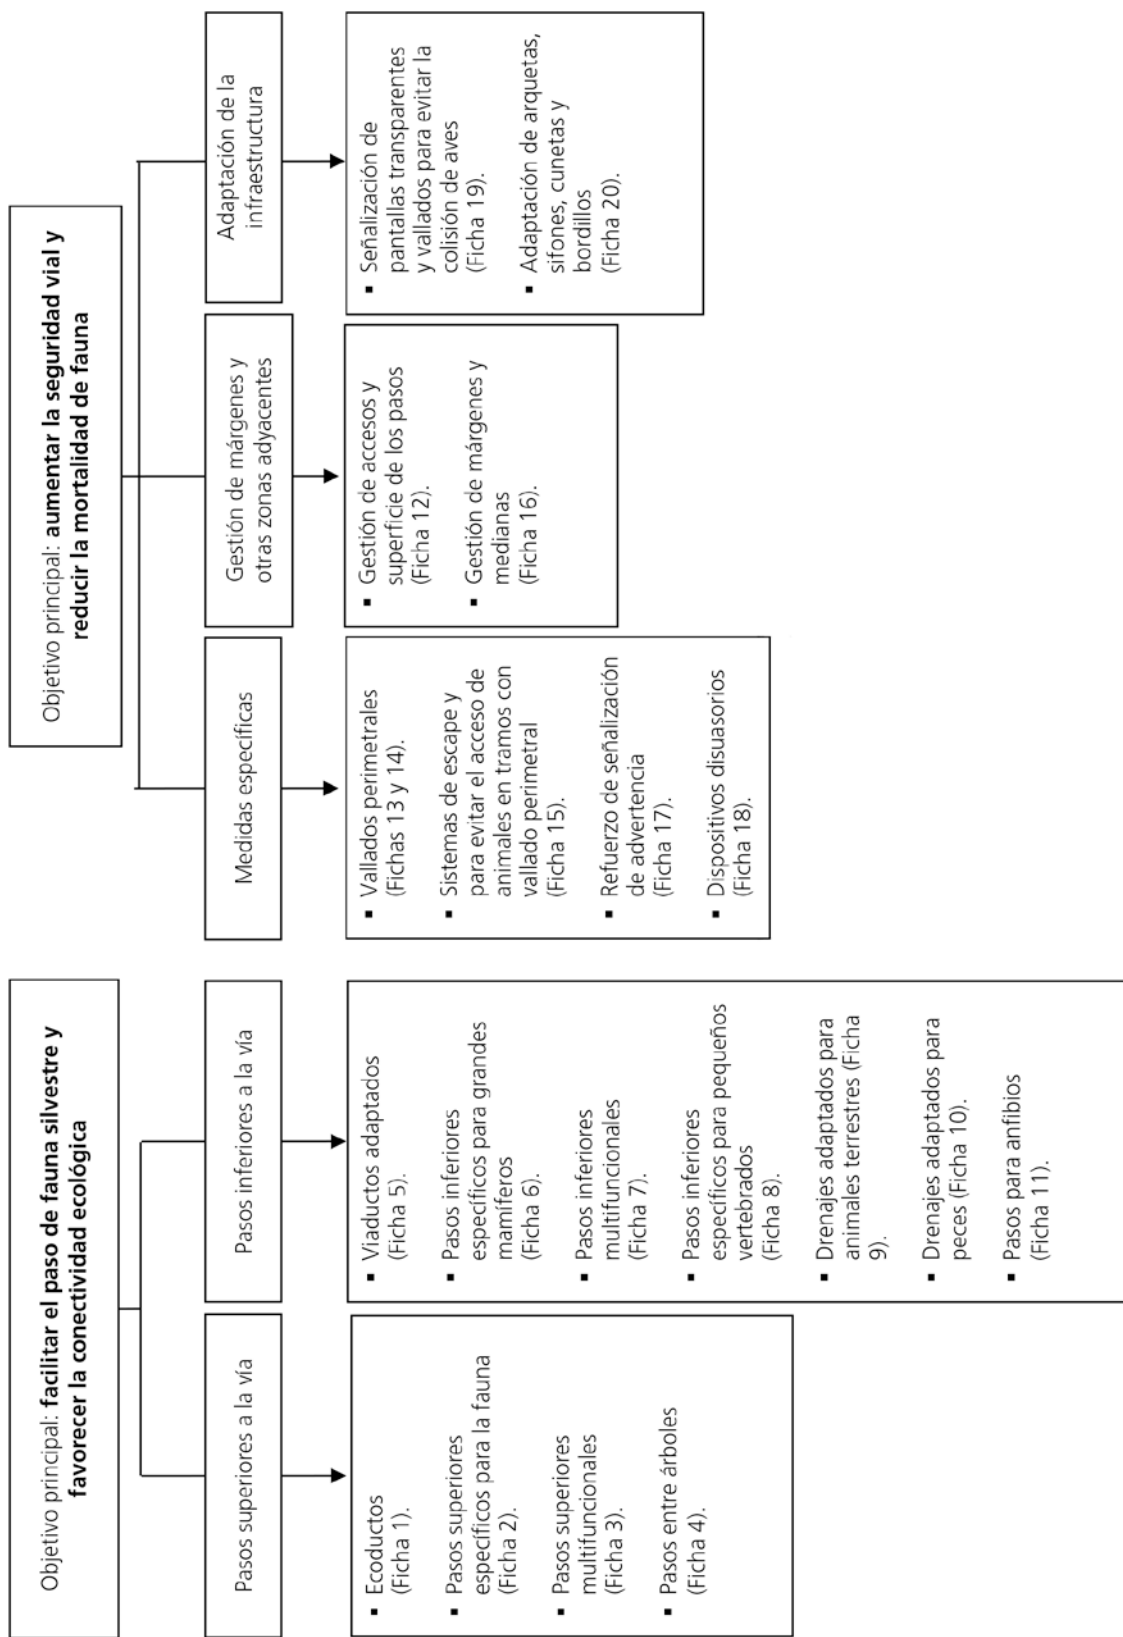 Objetivo principal: facilitar el paso de fauna silvestre y
favorecer la conectividad ecológica
Pasos superiores a la vía
▪ Ecoductos
(Ficha 1).
▪ Pasos superiores
específicos para la fauna
(Ficha 2).
▪ Pasos superiores
multifuncionales
(Ficha 3).
▪ Pasos entre árboles
(Ficha 4).
Pasos inferiores a la vía
▪ Viaductos adaptados
(Ficha 5).
▪ Pasos inferiores
específicos para grandes
mamíferos
(Ficha 6).
▪ Pasos inferiores
multifuncionales
(Ficha 7).
▪ Pasos inferiores
específicos para pequeños
vertebrados
(Ficha 8).
▪ Drenajes adaptados para
animales terrestres (Ficha
9).
▪ Drenajes adaptados para
peces (Ficha 10).
▪ Pasos para anfibios
(Ficha 11).
Objetivo principal: aumentar la seguridad vial y
reducir la mortalidad de fauna
Medidas específicas
▪ Vallados perimetrales
(Fichas 13 y 14).
▪ Sistemas de escape y
para evitar el acceso de
animales en tramos con
vallado perimetral
(Ficha 15).
▪ Refuerzo de señalización
de advertencia
(Ficha 17).
▪ Dispositivos disuasorios
(Ficha 18).
Gestión de márgenes y
otras zonas adyacentes
▪ Gestión de accesos y
superficie de los pasos
(Ficha 12).
▪ Gestión de márgenes y
medianas
(Ficha 16).
Adaptación de la
infraestructura
▪ Señalización de
pantallas transparentes
y vallados para evitar la
colisión de aves
(Ficha 19).
▪ Adaptación de arquetas,
sifones, cunetas y
bordillos
(Ficha 20).